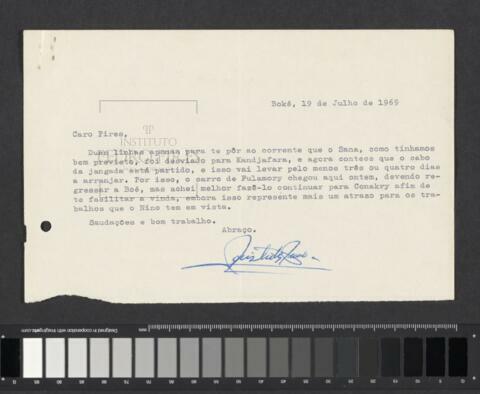 Boké, 19 de Julho de 1969
Caro Pires,
Duas linhas apenas para te pôr ao corrente que o Sana, como tinhamos
bem previsto, foi desviado para Kandjafara, e agora contece que o cabo
da jangada está partido, e isso vai levar pelo menos três ou quatro dias
a arranjar. Por isso, o carro de Pulamory chegou aqui ontem, devendo re-
gressar a Boé, mas achei melhor fazê-lo continuar para Conakry afim de
te facilitar a vinda, embora isso represente mais um atraso para os tra-
balhos que o Nino tem em vista.
Saudações e bom trabalho.
Abraço.
INSTITUTO